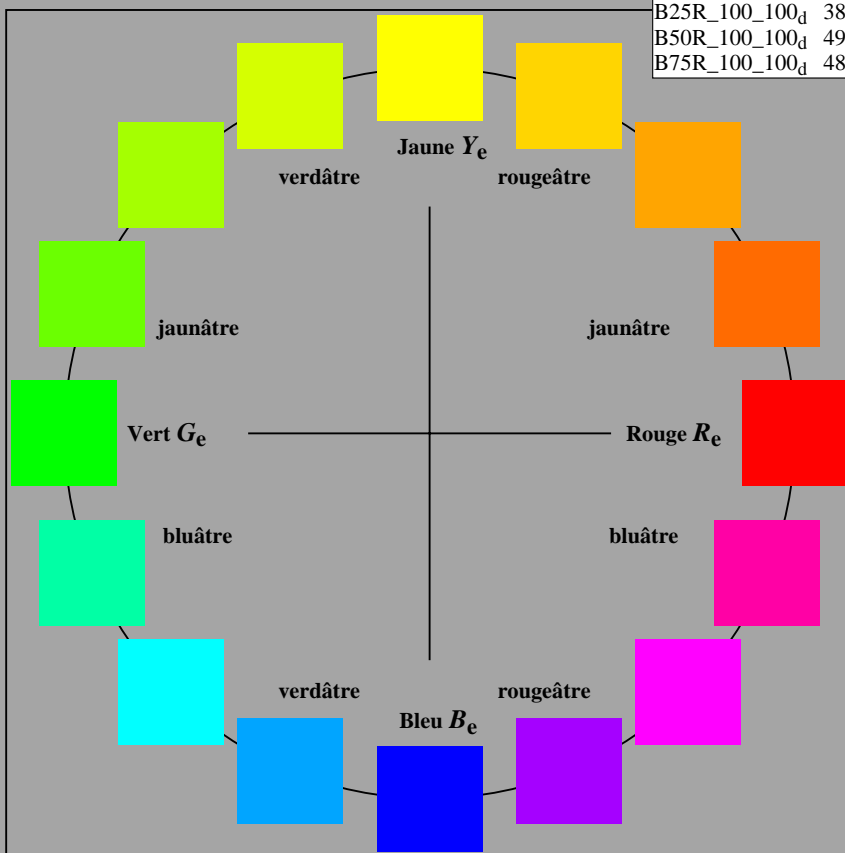 B25R_100_100d 38
B50R_100_100d 49
B75R_100_100d 48
Jaune Ye
verdâtre rougeâtre
jaunâtre jaunâtre
Vert Ge Rouge Re
bluâtre bluâtre
verdâtre rougeâtre
Bleu Be